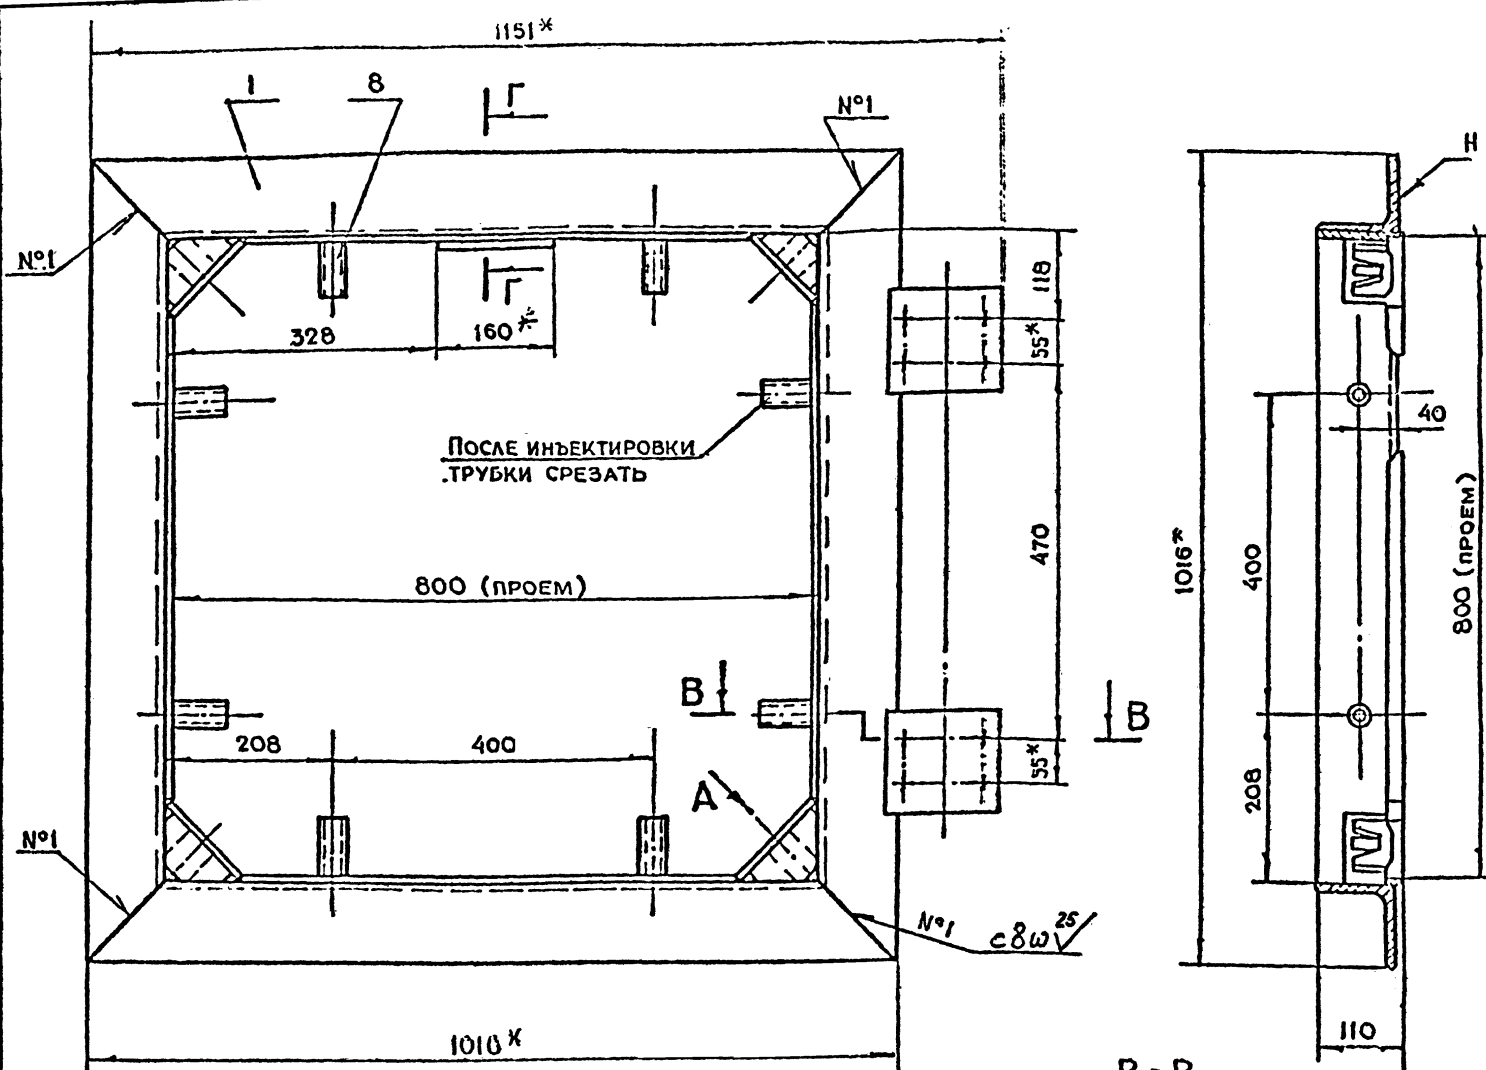 1151*
1
8
Г
№1
Н
№1
Г
118
328
160*
55*
40
ПОСЛЕ ИНЪЕКТИРОВКИ
ТРУБКИ СРЕЗАТЬ
470
1016*
400
800 (ПРОЕМ)
800 (ПРОЕМ)
В
В
208
400
55*
А
208
№1
№1
с8ш 25
1010*
110
В-В